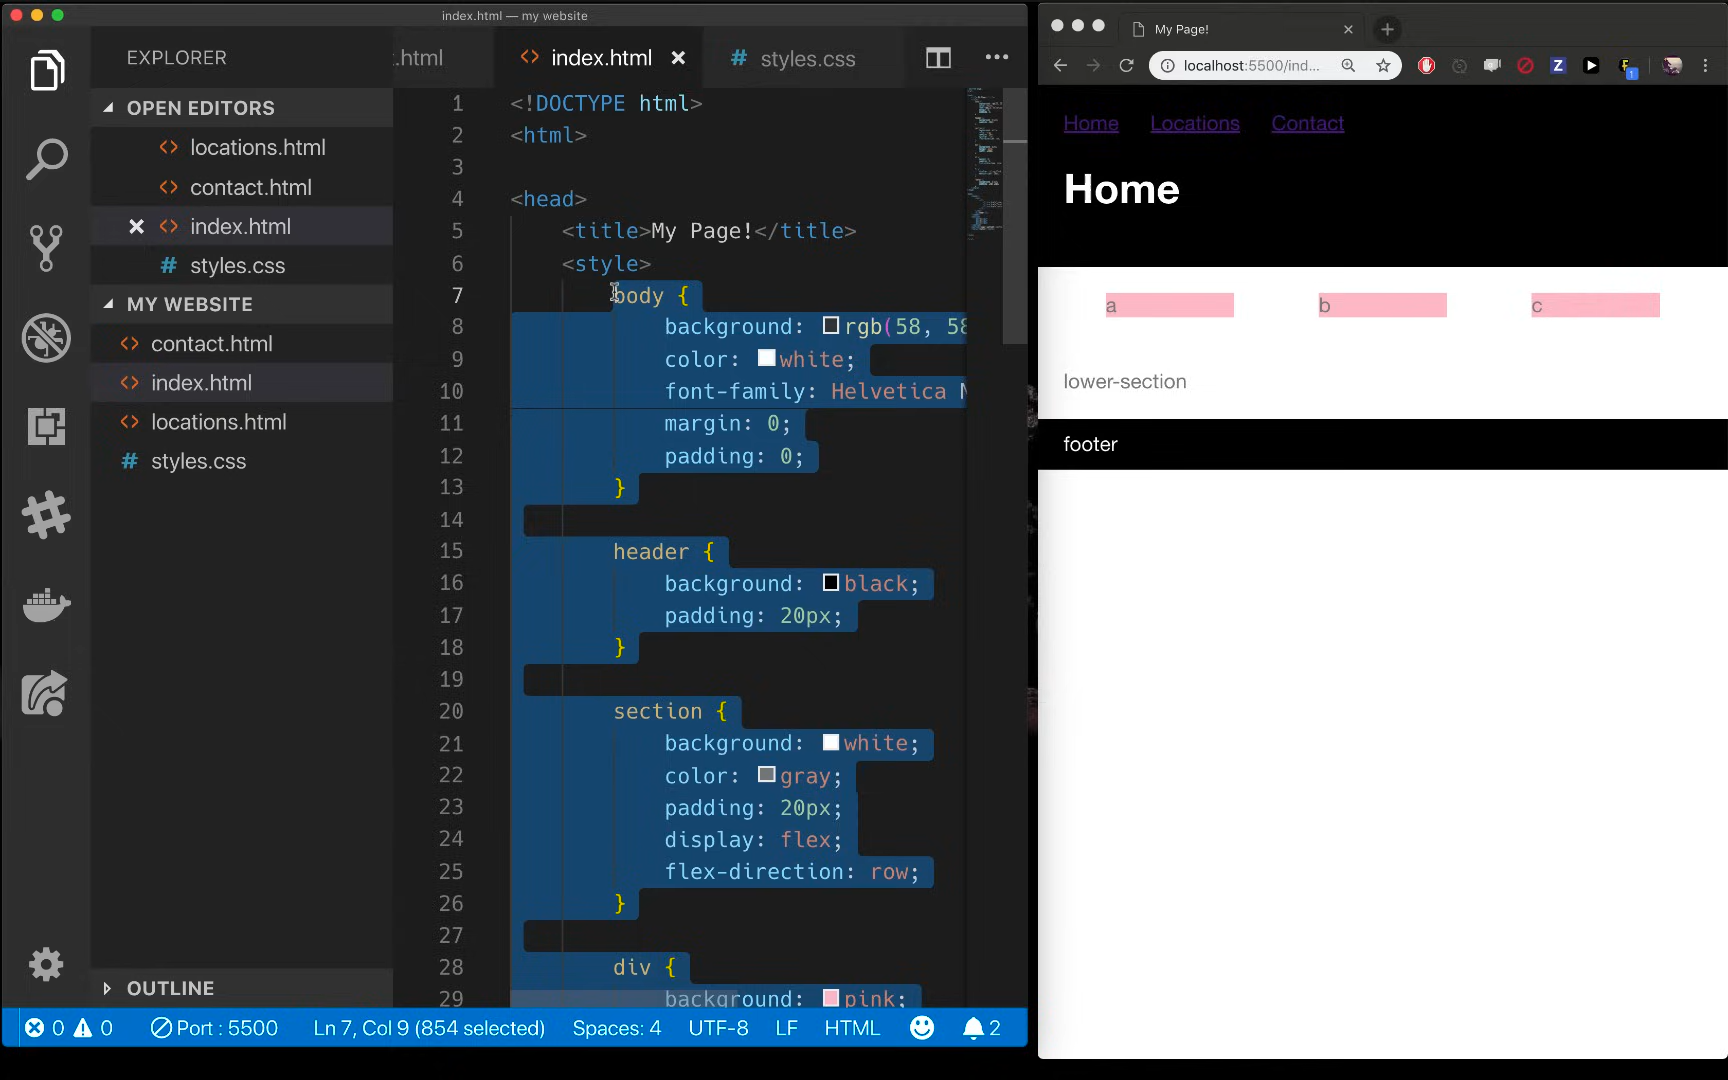 index.html — my website
EXPLORER
OPEN EDITORS
locations.html
contact.html
index.html
styles.css
MY WEBSITE
contact.html
index.html
locations.html
styles.css
OUTLINE
.html
index.html
styles.css
1 <!DOCTYPE html>
2 <html>
3
4 <head>
5 <title>My Page!</title>
6 <style>
7 body {
8 background: rgb(58, 58
9 color: white;
10 font-family: Helvetica N
11 margin: 0;
12 padding: 0;
13 }
14
15 header {
16 background: black;
17 padding: 20px;
18 }
19
20 section {
21 background: white;
22 color: gray;
23 padding: 20px;
24 display: flex;
25 flex-direction: row;
26 }
27
28 div {
29 background: pink;
0 0 Port : 5500 Ln 7, Col 9 (854 selected) Spaces: 4 UTF-8 LF HTML 2
My Page!
localhost:5500/ind...
Z
1
Home Locations Contact
Home
a b c
lower-section
footer